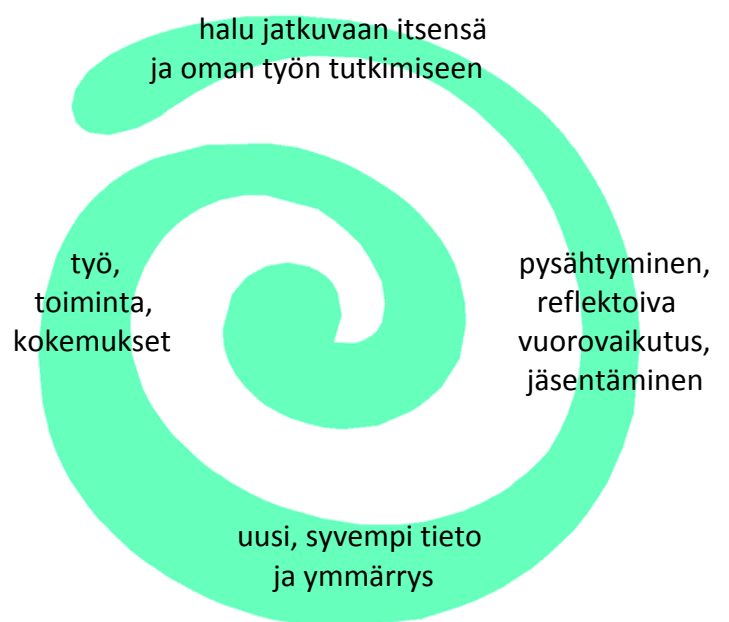 halu jatkuvaan itsensä
ja oman työn tutkimiseen
työ,
toiminta,
kokemukset
pysähtyminen,
reflektoiva
vuorovaikutus,
jäsentäminen
uusi, syvempi tieto
ja ymmärrys